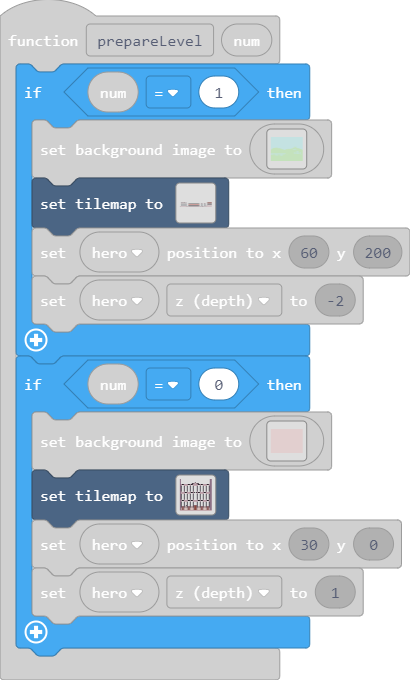 function prepareLevel num
if num = 1 then
set background image to
set tilemap to
set hero position to x 60 y 200
set hero z (depth) to -2
if num = 0 then
set background image to
set tilemap to
set hero position to x 30 y 0
set hero z (depth) to 1